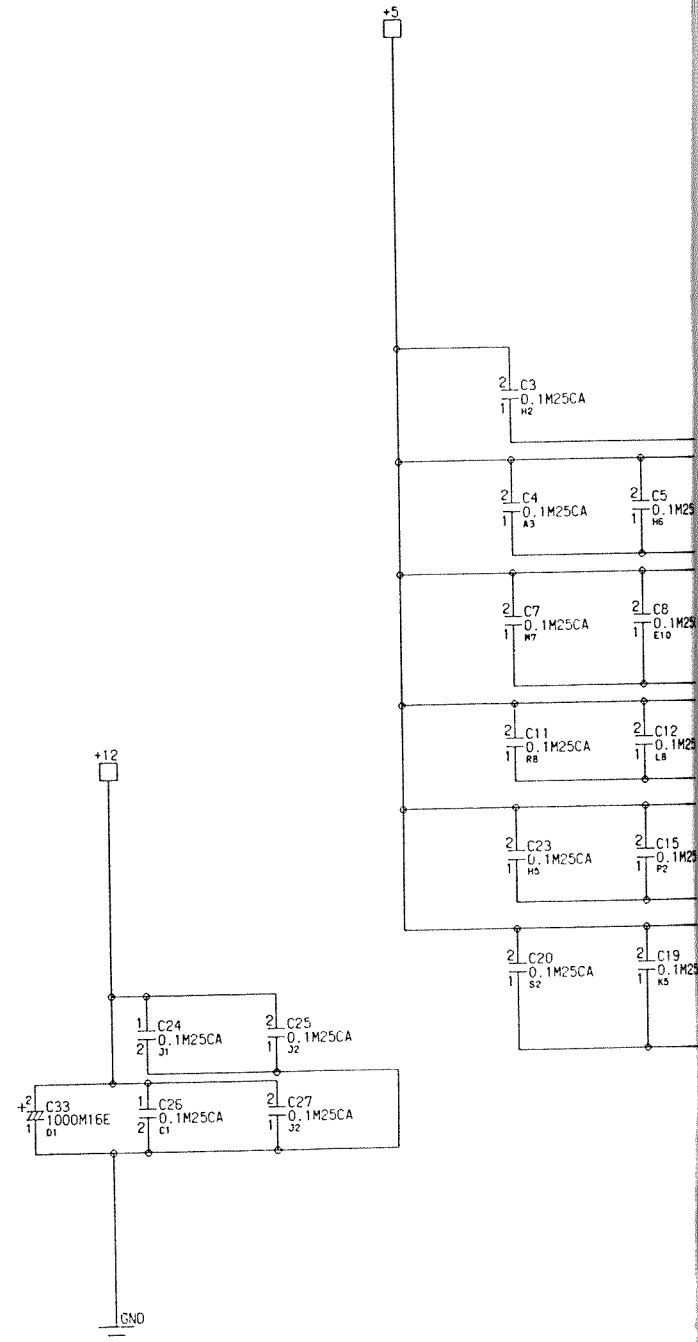 +5
2 C3
0.1M25CA
1 H2
2 C4
0.1M25CA
1 A3
2 C5
0.1M25
1 H6
2 C7
0.1M25CA
1 M7
2 C8
0.1M25
1 E10
2 C11
0.1M25CA
1 R8
2 C12
0.1M25
1 L8
+12
2 C23
0.1M25CA
1 H5
2 C15
0.1M25
1 P2
2 C20
0.1M25CA
1 S2
2 C19
0.1M25
1 K5
1 C24
0.1M25CA
2 J1
2 C25
0.1M25CA
1 J2
+2 C33
1000M16E
1 D1
1 C26
0.1M25CA
2 C1
2 C27
0.1M25CA
1 J2
GND